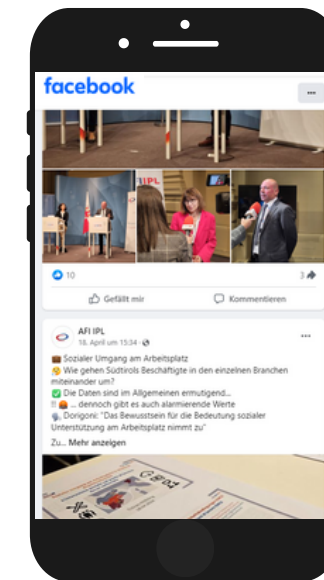 facebook
IPL
10
3
Gefällt mir
Kommentieren
AFI IPL
18. April um 15:34
Sozialer Umgang am Arbeitsplatz
Wie gehen Südtirols Beschäftigte in den einzelnen Branchen
miteinander um?
Die Daten sind im Allgemeinen ermutigend...
!! ... dennoch gibt es auch alarmierende Werte
Dorigoni: "Das Bewusstsein für die Bedeutung sozialer
Unterstützung am Arbeitsplatz nimmt zu"
Zu... Mehr anzeigen